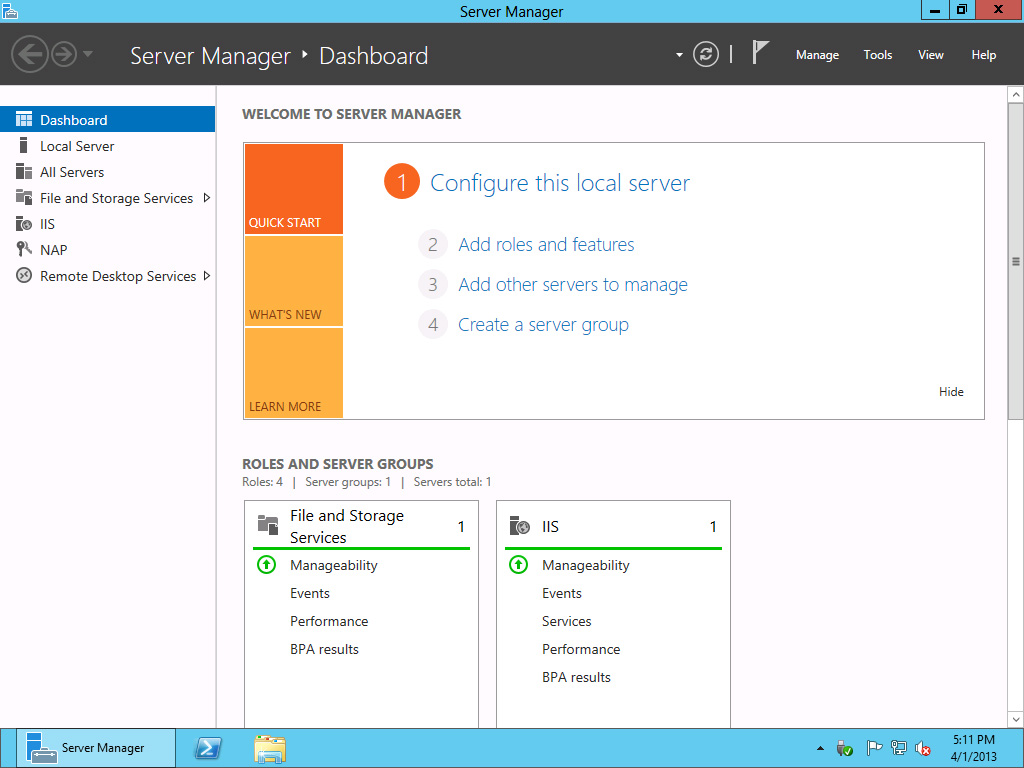 Server Manager
Server Manager
Dashboard
Manage
Tools
View
Help
Dashboard
Local Server
All Servers
File and Storage Services
IIS
NAP
Remote Desktop Services
WELCOME TO SERVER MANAGER
QUICK START
WHAT'S NEW
LEARN MORE
1 Configure this local server
2 Add roles and features
3 Add other servers to manage
4 Create a server group
Hide
ROLES AND SERVER GROUPS
Roles: 4 | Server groups: 1 | Servers total: 1
File and Storage
Services
1
Manageability
Events
Performance
BPA results
IIS
1
Manageability
Events
Services
Performance
BPA results
Server Manager
5:11 PM
4/1/2013